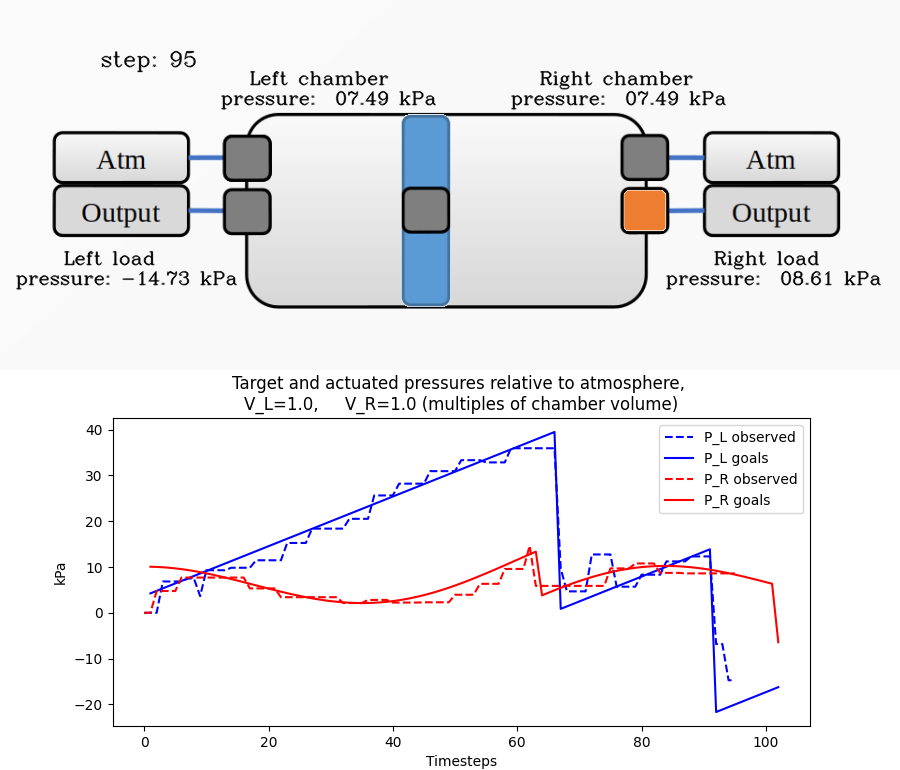 step: 95
Left chamber
pressure: 07.49 kPa
Right chamber
pressure: 07.49 kPa
Atm
Output
Atm
Output
Left load
pressure: -14.73 kPa
Right load
pressure: 08.61 kPa
Target and actuated pressures relative to atmosphere,
V_L=1.0, V_R=1.0 (multiples of chamber volume)
P_L observed
P_L goals
P_R observed
P_R goals
kPa
40
30
20
10
0
−10
−20
0 20 40 60 80 100
Timesteps